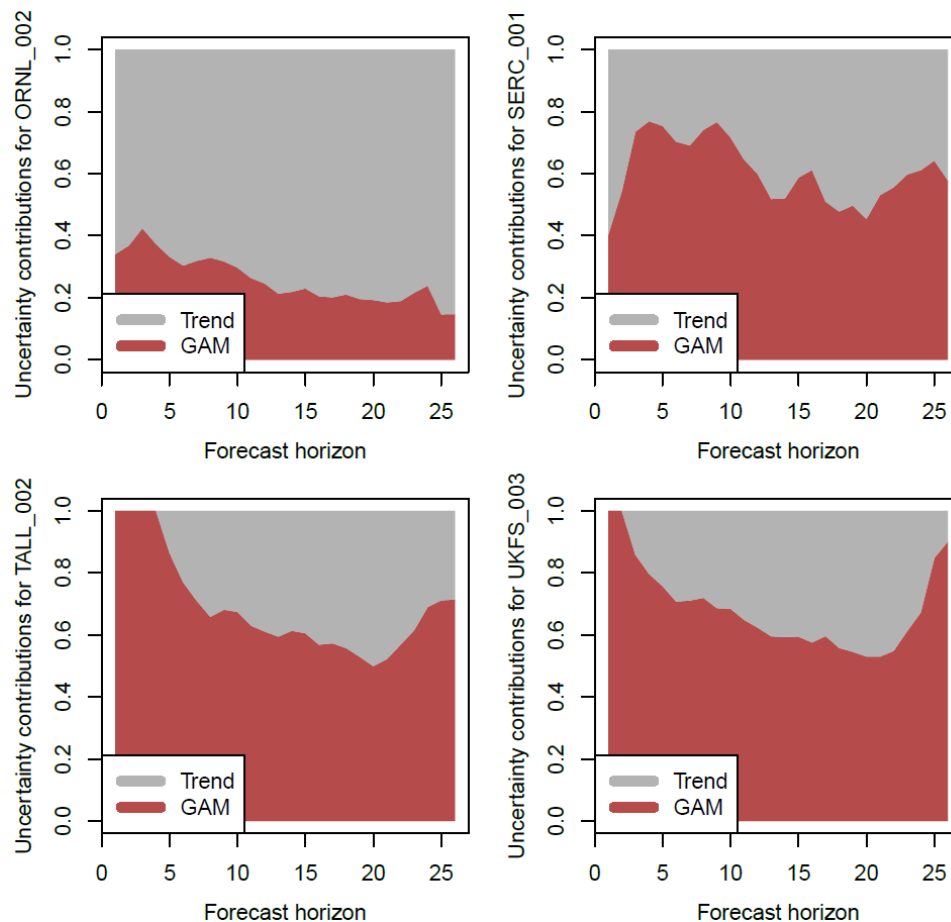 Uncertainty contributions for ORNL_002
1.0
0.8
0.6
0.4
0.2
0.0
Trend
GAM
0 5 10 15 20 25
Forecast horizon
Uncertainty contributions for SERC_001
1.0
0.8
0.6
0.4
0.2
0.0
Trend
GAM
0 5 10 15 20 25
Forecast horizon
Uncertainty contributions for TALL_002
1.0
0.8
0.6
0.4
0.2
0.0
Trend
GAM
0 5 10 15 20 25
Forecast horizon
Uncertainty contributions for UKFS_003
1.0
0.8
0.6
0.4
0.2
0.0
Trend
GAM
0 5 10 15 20 25
Forecast horizon